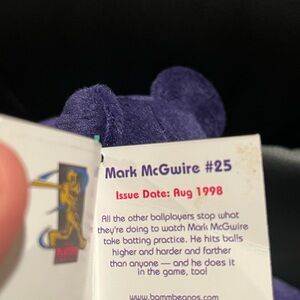 Mark McGwire #25
Issue Date: Aug 1998
All the other ballplayers stop what
they're doing to watch Mark McGwire
take batting practice. He hits balls
higher and harder and farther
than anyone — and he does it
in the game, too!
www.bammbeanos.com